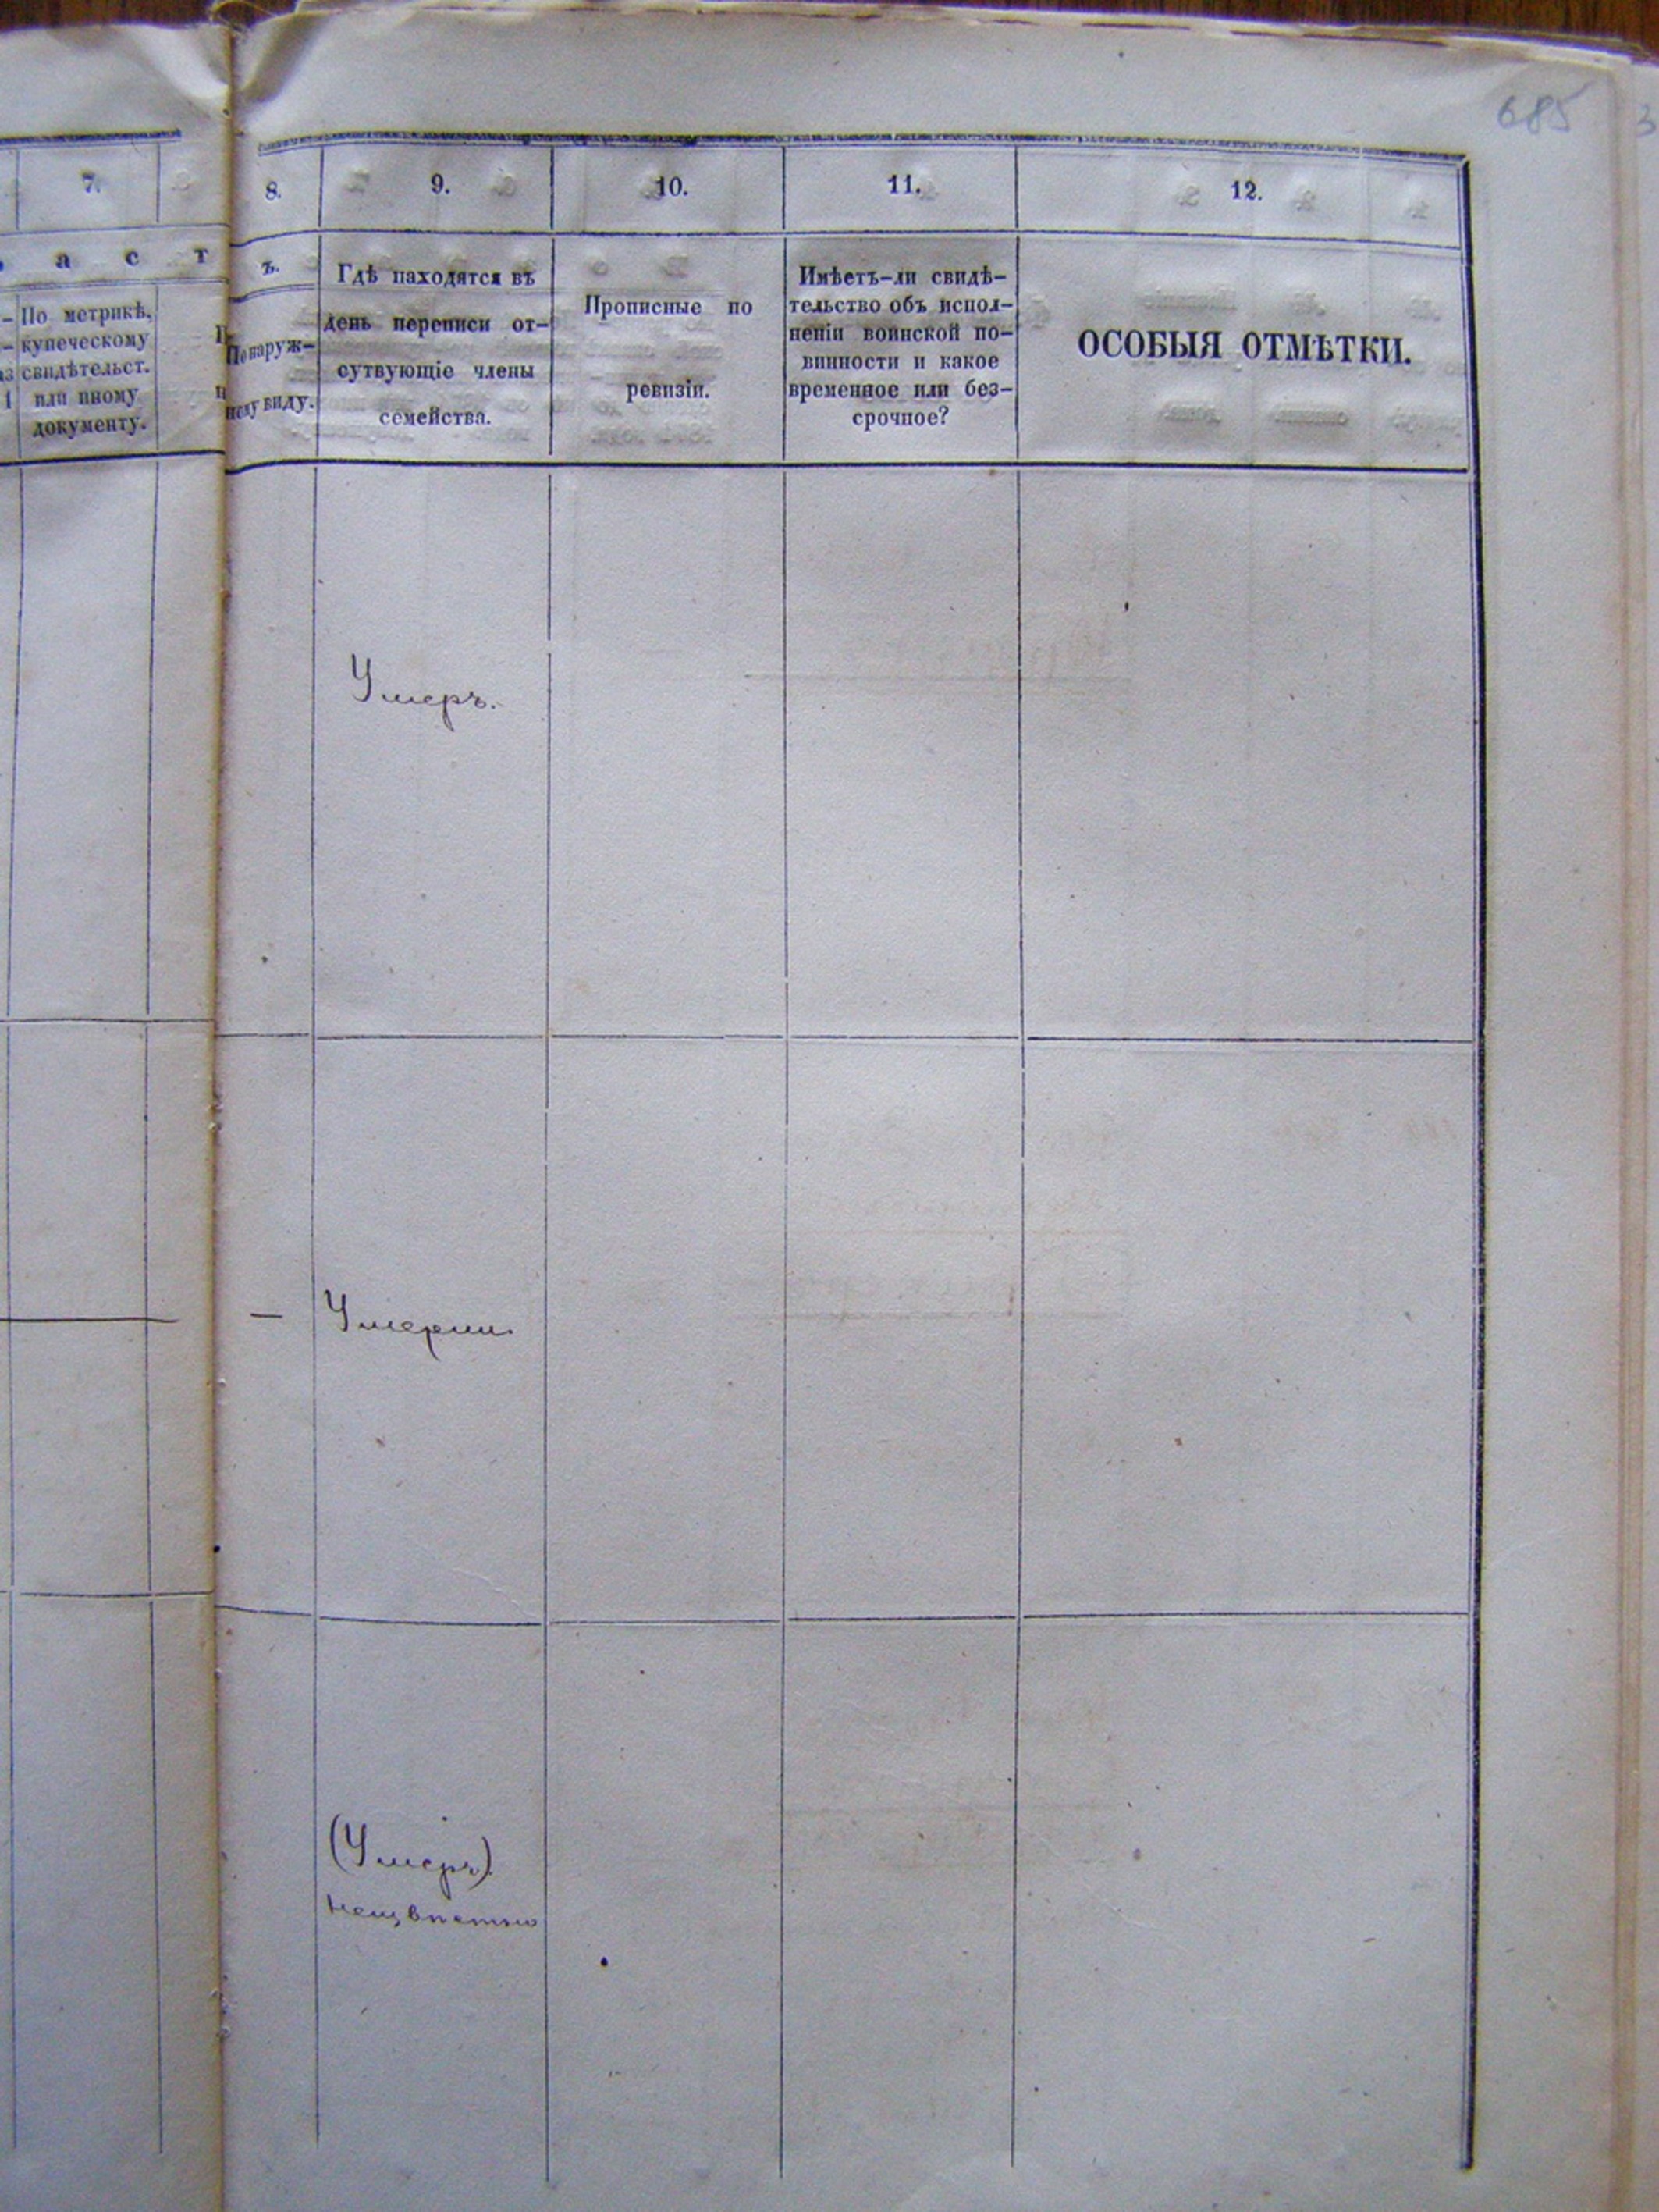 685
7.
8.
9.
10.
11.
12.
а с т
ъ.
По метрикѣ,
купеческому
свидѣтельст.
или иному
документу.
По наруж-
ному виду.
Гдѣ находятся въ
день переписи от-
сутвующіе члены
семейства.
Прописные по
ревизіи.
Имѣетъ-ли свидѣ-
тельство объ испол-
неніи воинской по-
винности и какое
временное или без-
срочное?
ОСОБЫЯ ОТМѢТКИ.
Умеръ.
— Умерши
(Умеръ)